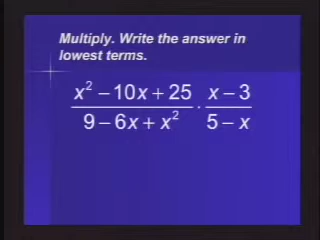 Multiply. Write the answer in
lowest terms.
x² – 10x + 25 / 9 – 6x + x² · x – 3 / 5 – x